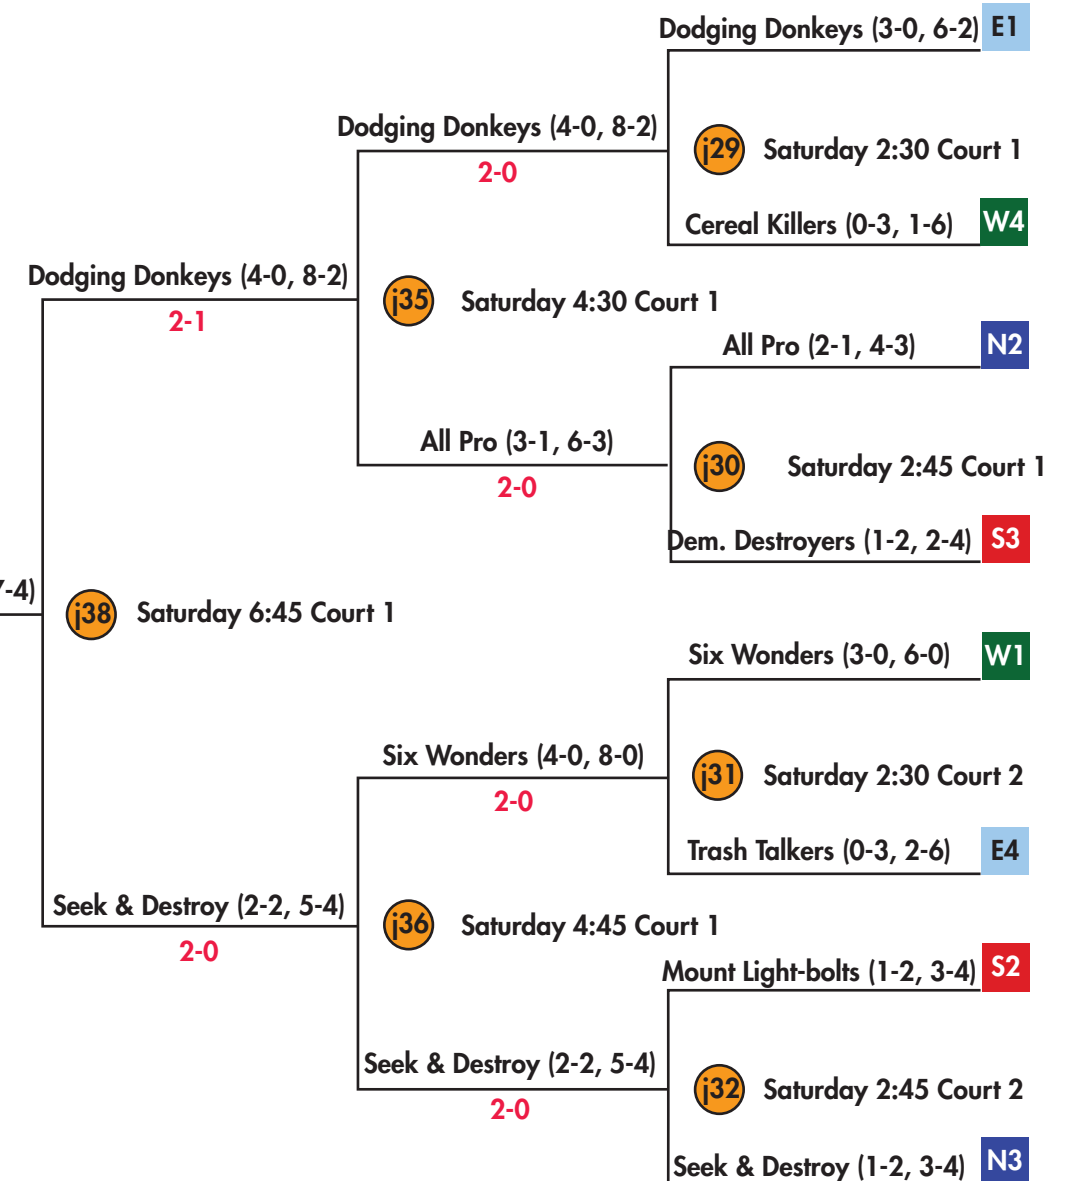 Dodging Donkeys (3-0, 6-2) E1
Dodging Donkeys (4-0, 8-2)
j29 Saturday 2:30 Court 1
2-0
Cereal Killers (0-3, 1-6) W4
Dodging Donkeys (4-0, 8-2)
j35 Saturday 4:30 Court 1
2-1
All Pro (2-1, 4-3) N2
All Pro (3-1, 6-3)
j30 Saturday 2:45 Court 1
2-0
Dem. Destroyers (1-2, 2-4) S3
-4)
j38 Saturday 6:45 Court 1
Six Wonders (3-0, 6-0) W1
Six Wonders (4-0, 8-0)
j31 Saturday 2:30 Court 2
2-0
Trash Talkers (0-3, 2-6) E4
Seek & Destroy (2-2, 5-4)
j36 Saturday 4:45 Court 1
2-0
Mount Light-bolts (1-2, 3-4) S2
Seek & Destroy (2-2, 5-4)
j32 Saturday 2:45 Court 2
2-0
Seek & Destroy (1-2, 3-4) N3